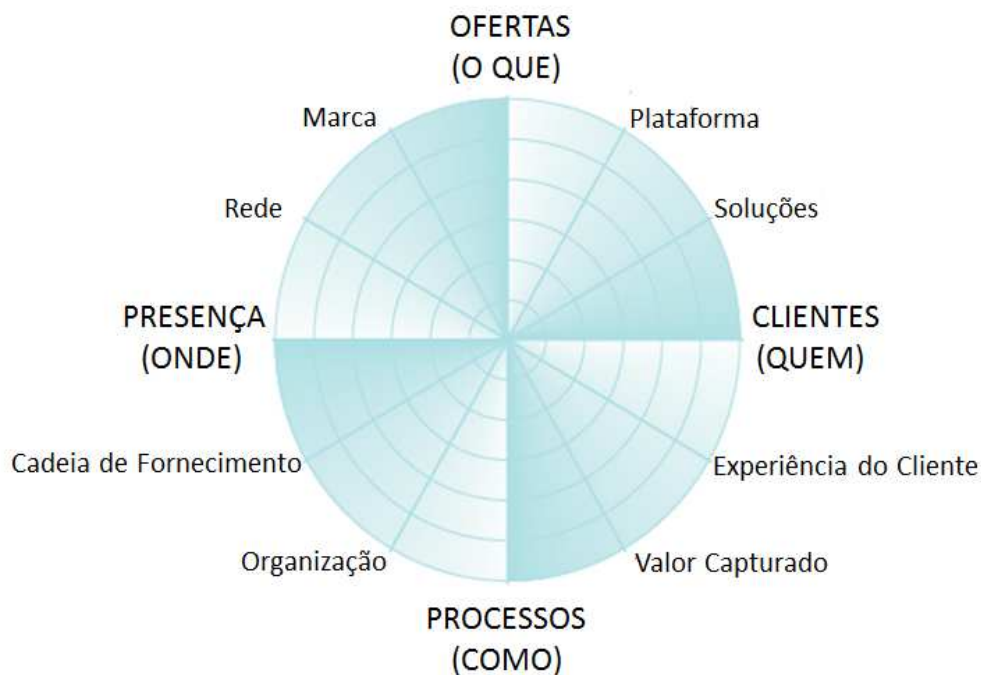 OFERTAS
(O QUE)
Marca
Plataforma
Rede
Soluções
PRESENÇA
(ONDE)
CLIENTES
(QUEM)
Cadeia de Fornecimento
Experiência do Cliente
Organização
Valor Capturado
PROCESSOS
(COMO)